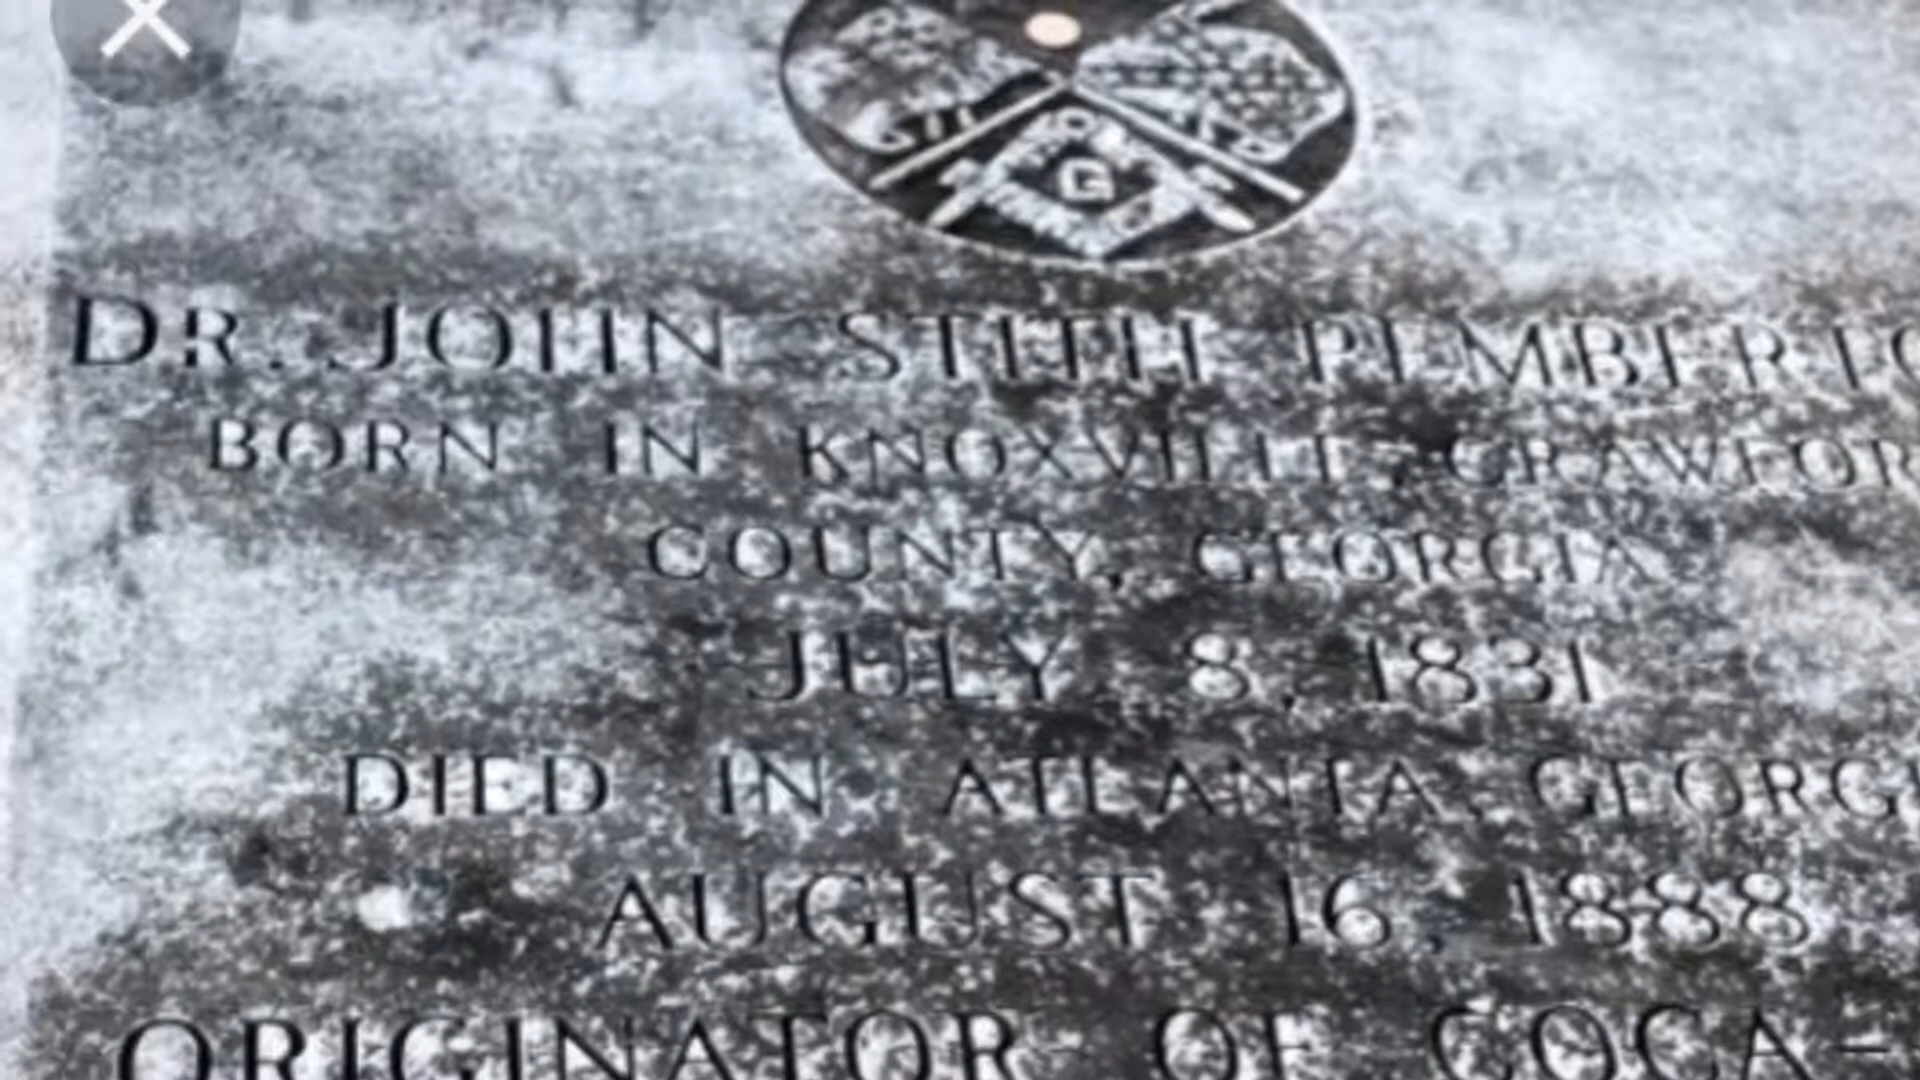 G
DR. JOHN STITH PEMBERTO
BORN IN KNOXVILLE, CRAWFOR
COUNTY, GEORGIA
JULY 8, 1831
DIED IN ATLANTA, GEORGI
AUGUST 16, 1888
ORIGINATOR OF COCA-